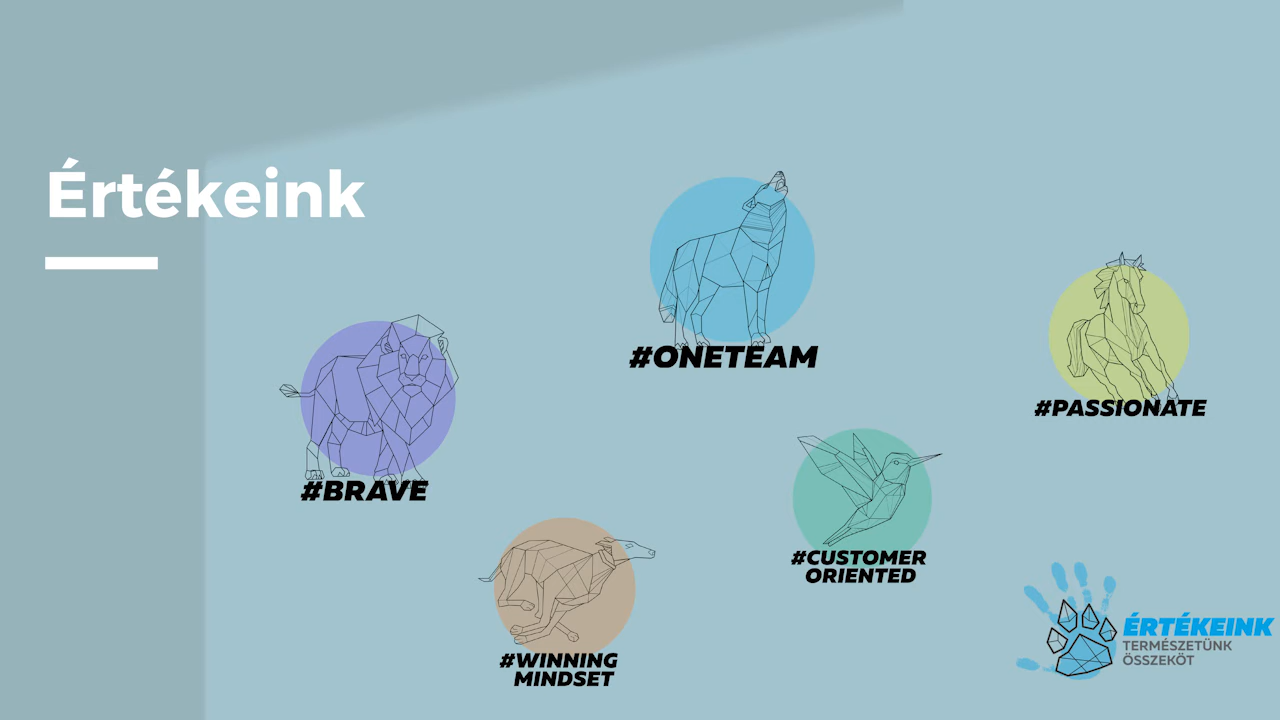 Értékeink
#ONETEAM
#PASSIONATE
#BRAVE
#CUSTOMER
ORIENTED
#WINNING
MINDSET
ÉRTÉKEINK
TERMÉSZETÜNK
ÖSSZEKÖT